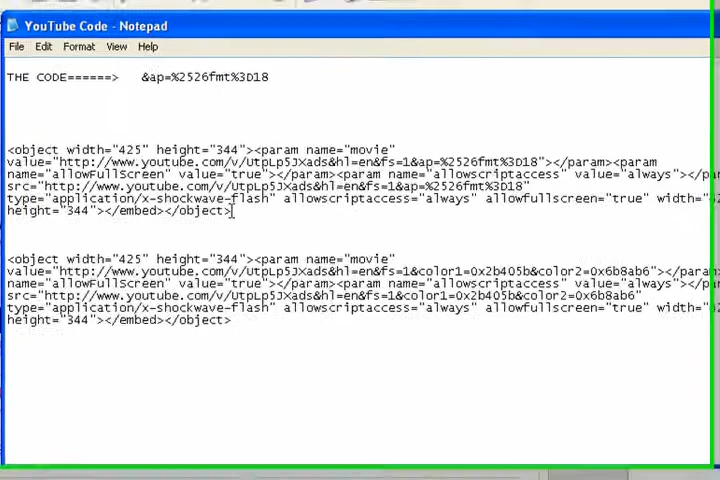 YouTube Code - Notepad
File Edit Format View Help
THE CODE======> &ap=%2526fmt%3D18
<object width="425" height="344"><param name="movie"
value="http://www.youtube.com/v/UtpLp5JXads&hl=en&fs=1&ap=%2526fmt%3D18"></param><param
name="allowFullScreen" value="true"></param><param name="allowscriptaccess" value="always"></par
src="http://www.youtube.com/v/UtpLp5JXads&hl=en&fs=1&ap=%2526fmt%3D18"
type="application/x-shockwave-flash" allowscriptaccess="always" allowfullscreen="true" width="42
height="344"></embed></object>
<object width="425" height="344"><param name="movie"
value="http://www.youtube.com/v/UtpLp5JXads&hl=en&fs=1&color1=0x2b405b&color2=0x6b8ab6"></param>
name="allowFullScreen" value="true"></param><param name="allowscriptaccess" value="always"></par
src="http://www.youtube.com/v/UtpLp5JXads&hl=en&fs=1&color1=0x2b405b&color2=0x6b8ab6"
type="application/x-shockwave-flash" allowscriptaccess="always" allowfullscreen="true" width="42
height="344"></embed></object>